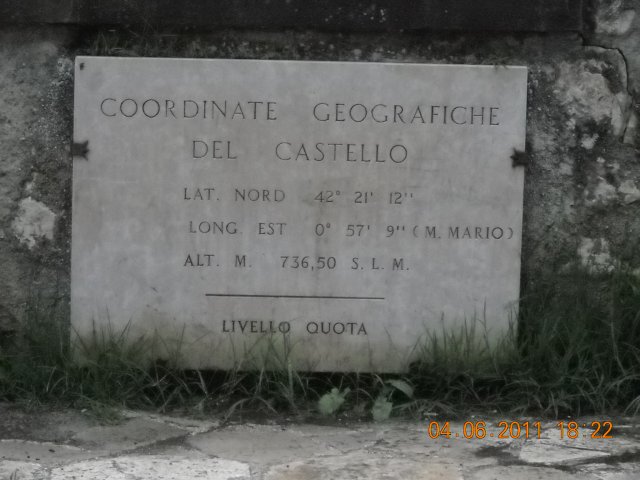 COORDINATE GEOGRAFICHE
DEL CASTELLO
LAT. NORD 42° 21' 12''
LONG. EST 0° 57' 9'' (M. MARIO)
ALT. M. 736,50 S. L. M.
LIVELLO QUOTA
04.06.2011 18:22